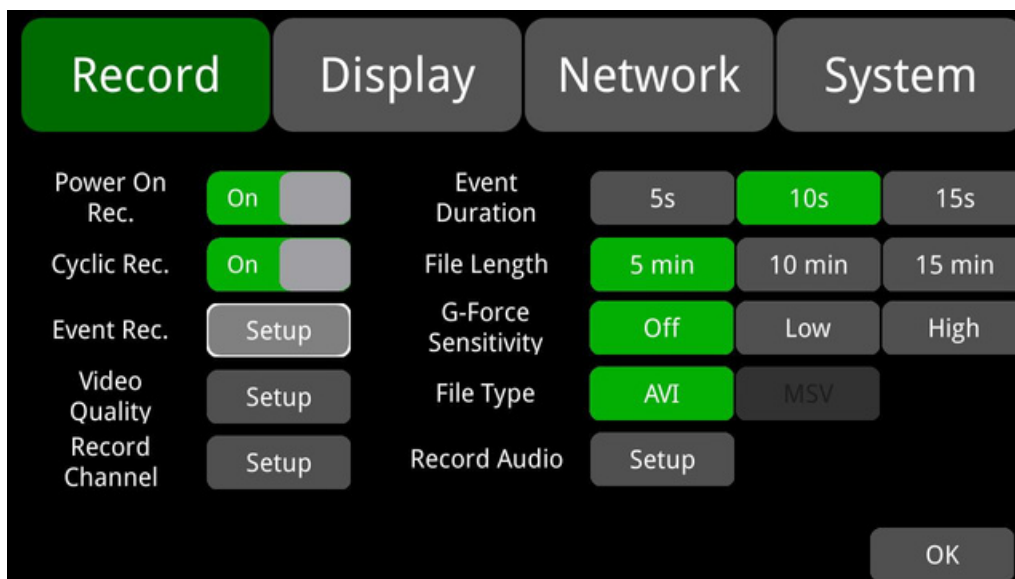 Record Display Network System
Power On
Rec.
On
Event
Duration
5s 10s 15s
Cyclic Rec. On
File Length 5 min 10 min 15 min
Event Rec. Setup
G-Force
Sensitivity
Off Low High
Video
Quality
Setup
File Type AVI MSV
Record
Channel
Setup
Record Audio Setup
OK